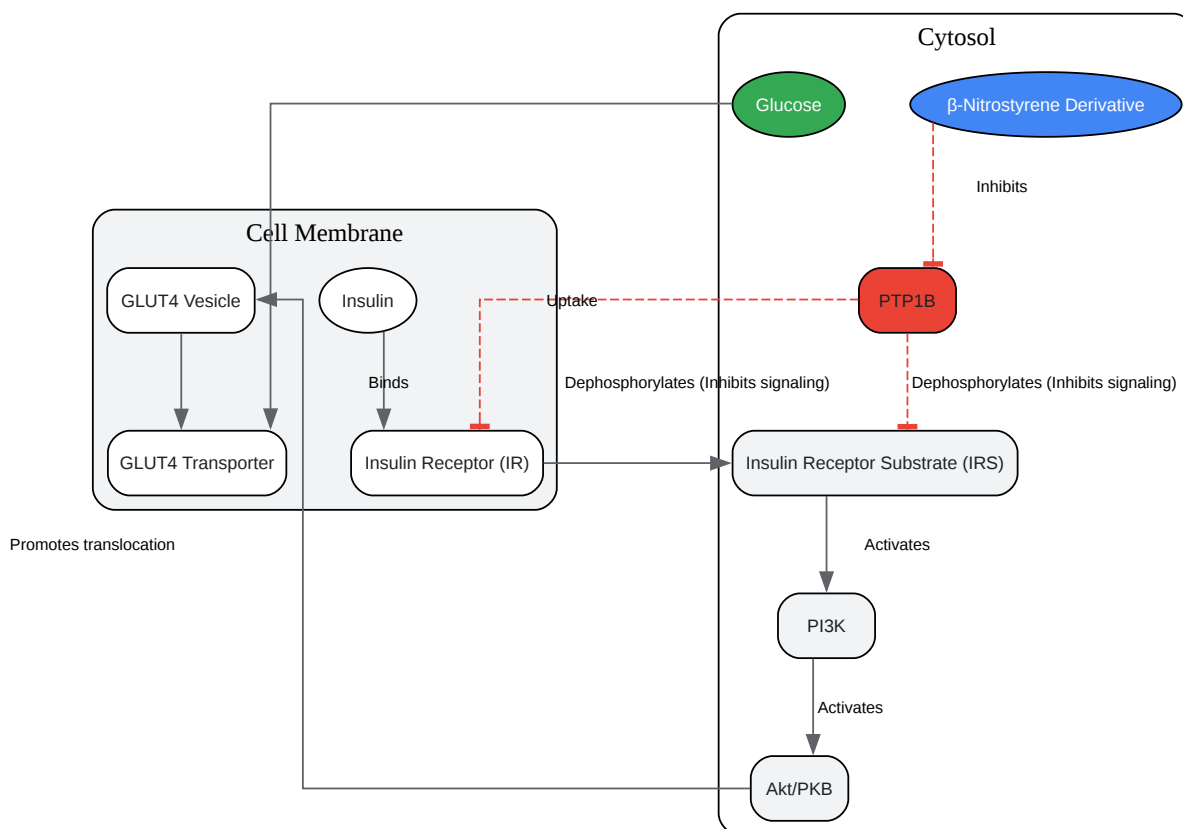 Cytosol
Glucose
β-Nitrostyrene Derivative
Inhibits
Cell Membrane
GLUT4 Vesicle
Insulin
Uptake
PTP1B
Binds
Dephosphorylates (Inhibits signaling)
Dephosphorylates (Inhibits signaling)
GLUT4 Transporter
Insulin Receptor (IR)
Insulin Receptor Substrate (IRS)
Promotes translocation
Activates
PI3K
Activates
Akt/PKB